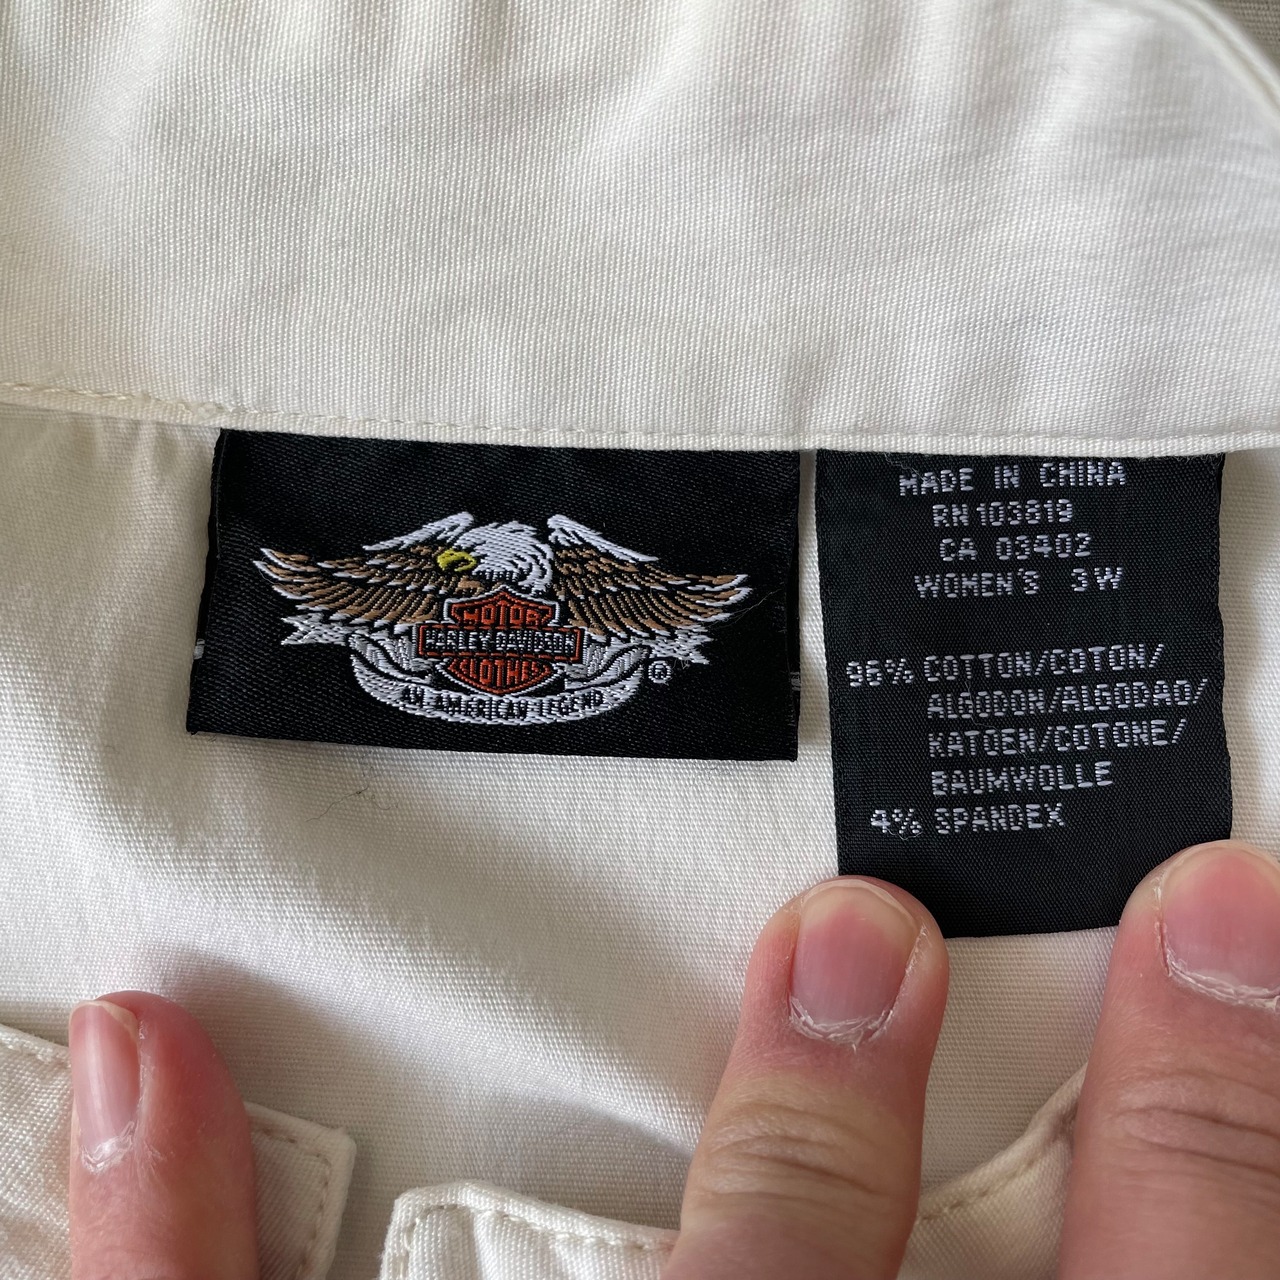 MOTOR
HARLEY-DAVIDSON
CLOTHES
AN AMERICAN LEGEND
®
MADE IN CHINA
RN 103819
CA 03402
WOMEN'S 3W
96% COTTON/COTON/
ALGODON/ALGODAO/
KATOEN/COTONE/
BAUMWOLLE
4% SPANDEX